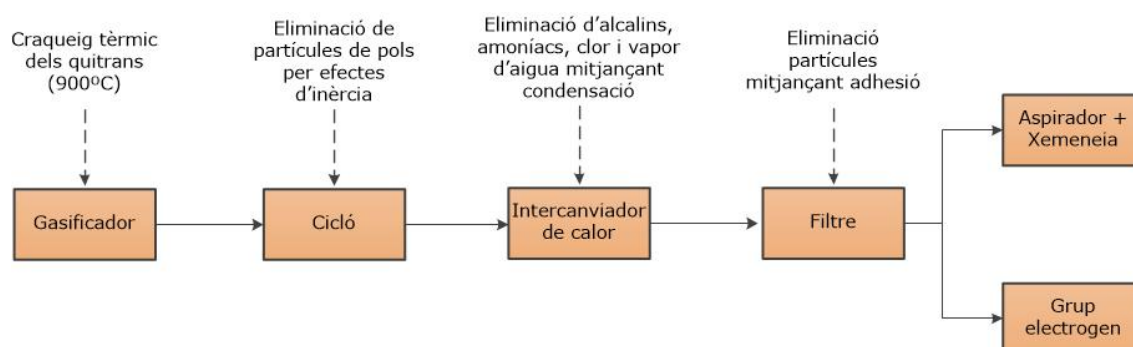 Craqueig tèrmic
dels quitrans
(900ºC)
Eliminació de
partícules de pols
per efectes
d'inèrcia
Eliminació d'alcalins,
amoníacs, clor i vapor
d'aigua mitjançant
condensació
Eliminació
partícules
mitjançant adhesió
Gasificador
Cicló
Intercanviador
de calor
Filtre
Aspirador +
Xemeneia
Grup
electrogen